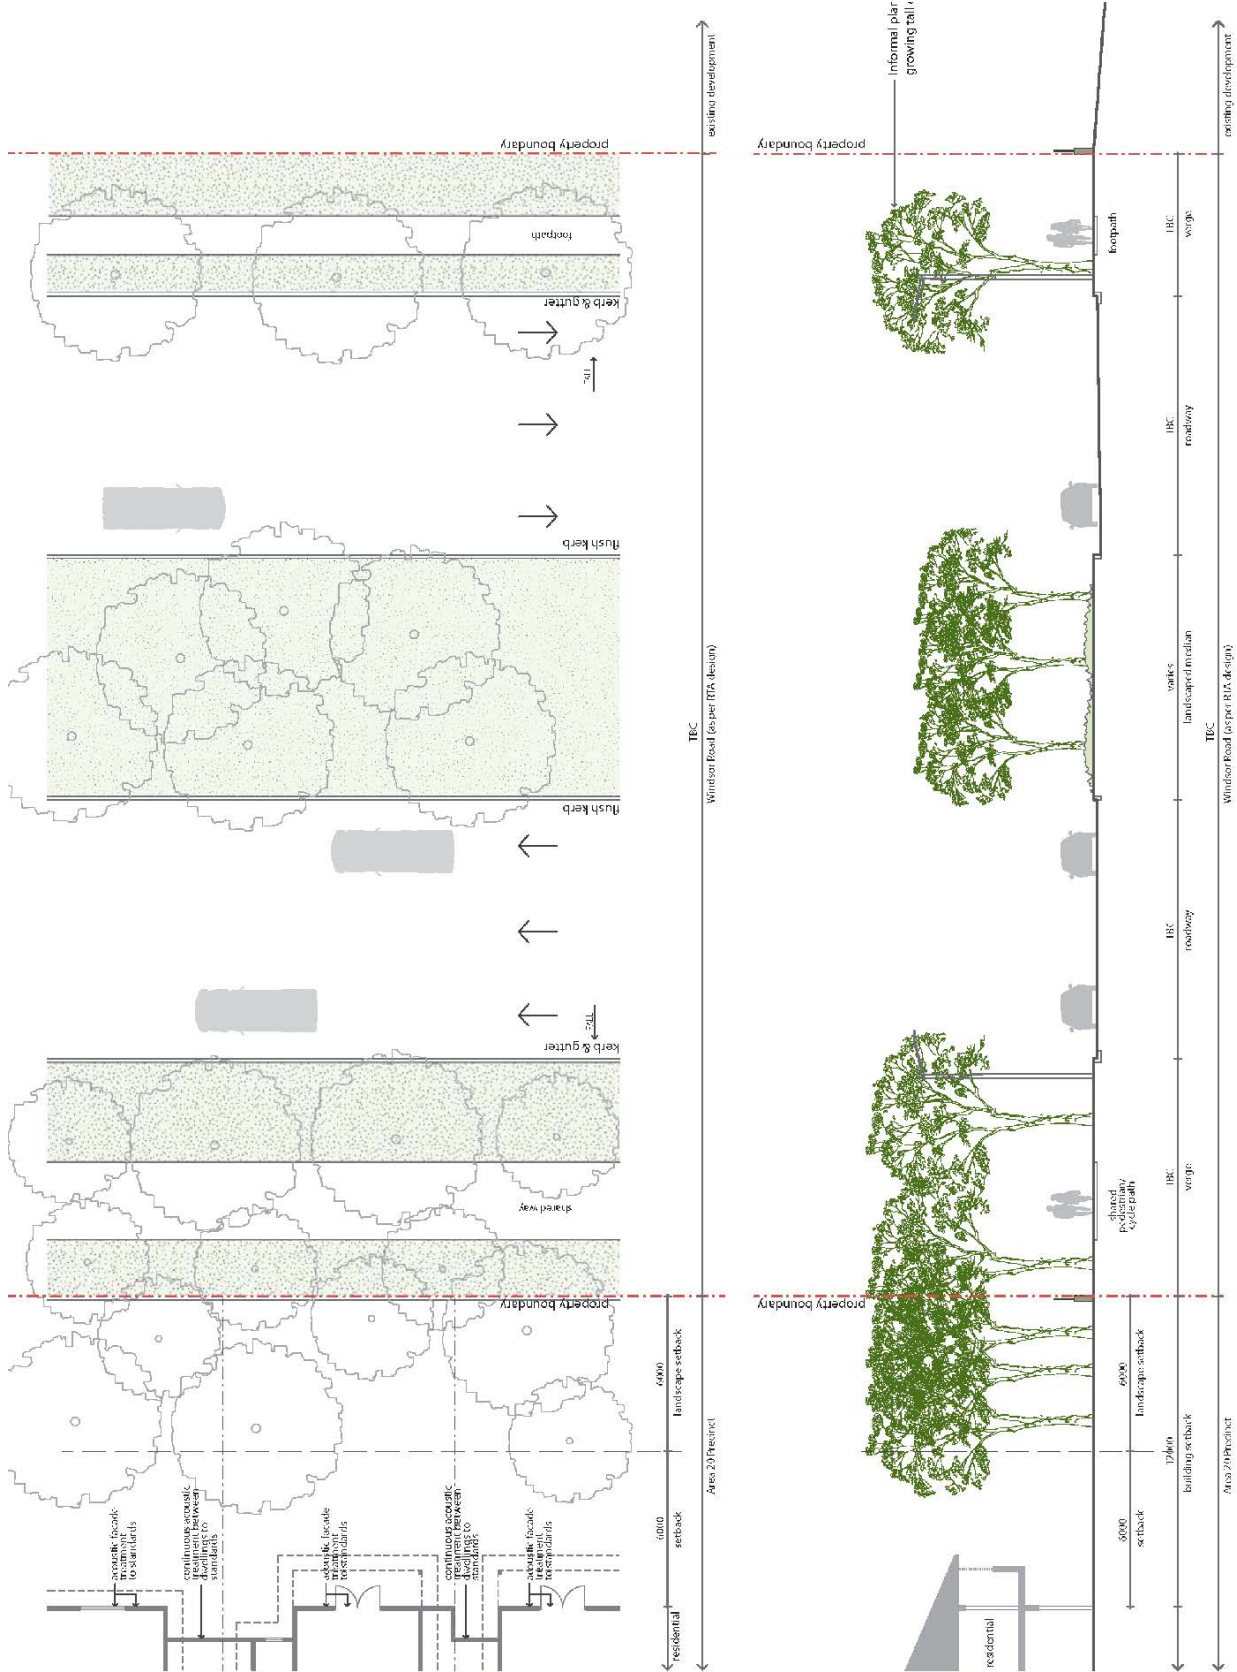 existing development
property boundary
footpath
kerb & gutter
flush kerb
TBC
Windsor Road (as per RTA design)
flush kerb
kerb & gutter
shared way
property boundary
6000
landscape setback
Area 20 Precinct
6000
setback
acoustic facade
treatment
to standards
continuous acoustic
treatment between
dwellings to
standards
acoustic facade
treatment
to standards
continuous acoustic
treatment between
dwellings to
standards
acoustic facade
treatment
to standards
residential
Informal plan
growing tall
existing development
property boundary
footpath
TBC
verge
TBC
roadway
varies
landscaped median
TBC
Windsor Road (as per RTA design)
TBC
roadway
TBC
verge
shared
pedestrian/
cycle path
property boundary
6000
landscape setback
12000
building setback
Area 20 Precinct
6000
setback
residential